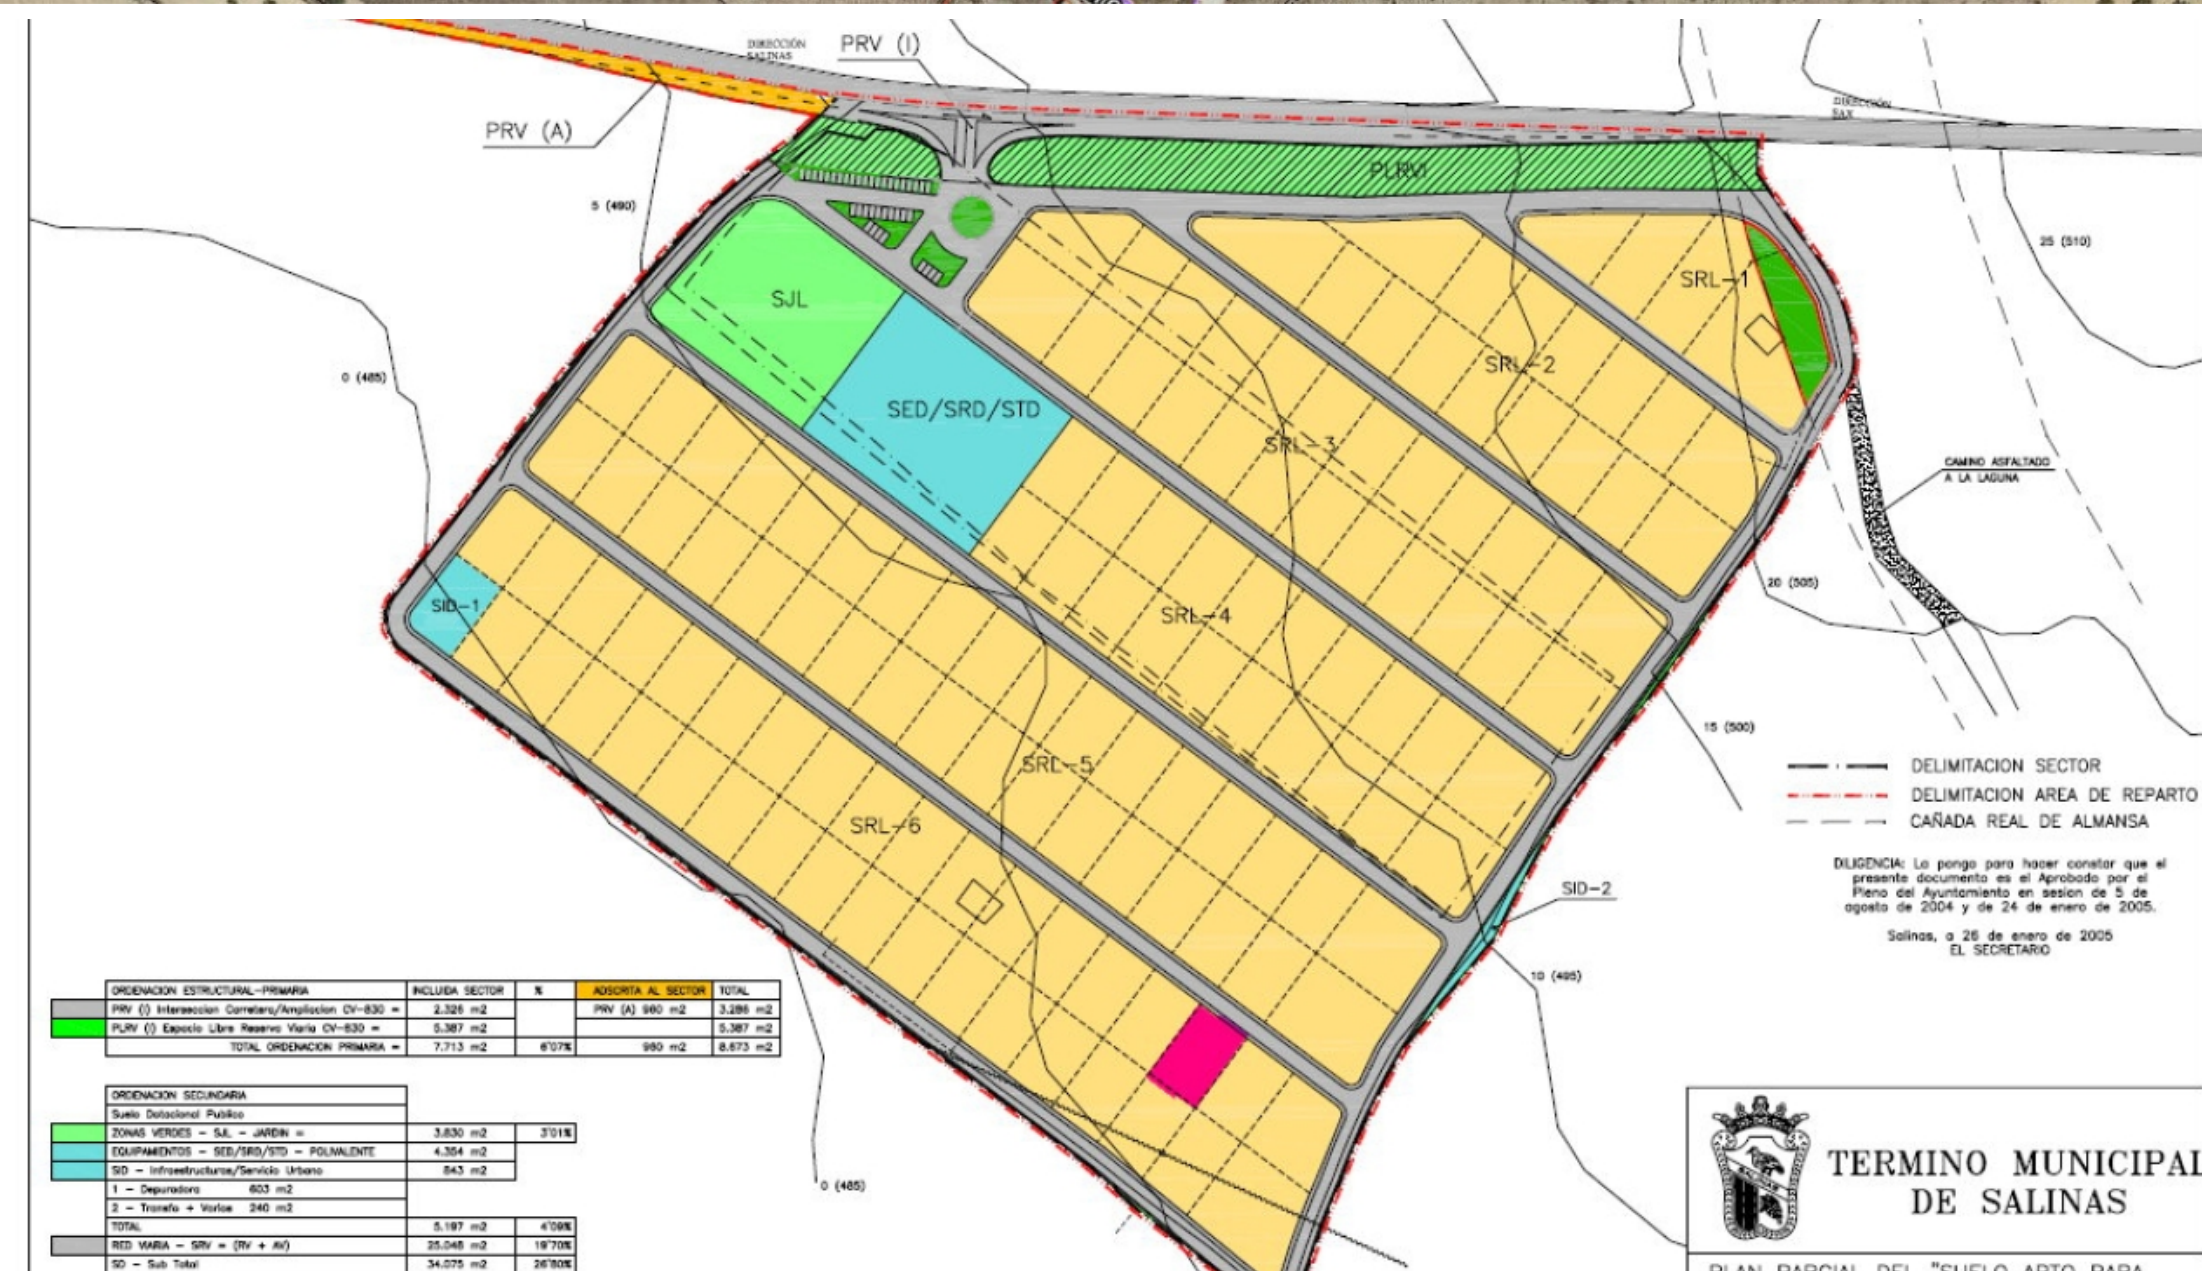 DIRECCIÓN
SALINAS
PRV (I)
PRV (A)
DIRECCIÓN
SAX
PLRVI
5 (490)
25 (510)
SJL
SRL-1
0 (485)
SED/SRD/STD
SRL-2
SRL-3
CAMINO ASFALTADO
A LA LAGUNA
20 (505)
SID-1
SRL-4
15 (500)
SRL-5
SRL-6
SID-2
10 (495)
0 (485)
DELIMITACION SECTOR
DELIMITACION AREA DE REPARTO
CAÑADA REAL DE ALMANSA
DILIGENCIA: La pongo para hacer constar que el
presente documento es el Aprobado por el
Pleno del Ayuntamiento en sesion de 5 de
agosto de 2004 y de 24 de enero de 2005.
Salinas, a 26 de enero de 2005
EL SECRETARIO
ORDENACION ESTRUCTURAL-PRIMARIA INCLUIDA SECTOR % ADSCRITA AL SECTOR TOTAL
PRV (I) Interseccion Carretera/Ampliacion CV-830 = 2.326 m2 PRV (A) 960 m2 3.286 m2
PLRV (I) Espacio Libre Reserva Viaria CV-830 = 5.387 m2 5.387 m2
TOTAL ORDENACION PRIMARIA = 7.713 m2 6'07% 960 m2 8.673 m2
ORDENACION SECUNDARIA
Suelo Dotacional Publico
ZONAS VERDES - SJL - JARDIN = 3.830 m2 3'01%
EQUIPAMIENTOS - SED/SRD/STD - POLIVALENTE 4.354 m2
SID - Infraestructuras/Servicio Urbano 843 m2
1 - Depuradora 603 m2
2 - Transfo + Varios 240 m2
TOTAL 5.197 m2 4'09%
RED VIARIA - SRV = (RV + AV) 25.048 m2 19'70%
SD - Sub Total 34.075 m2 26'80%
TERMINO MUNICIPAL
DE SALINAS
PLAN PARCIAL DEL "SUELO APTO PARA